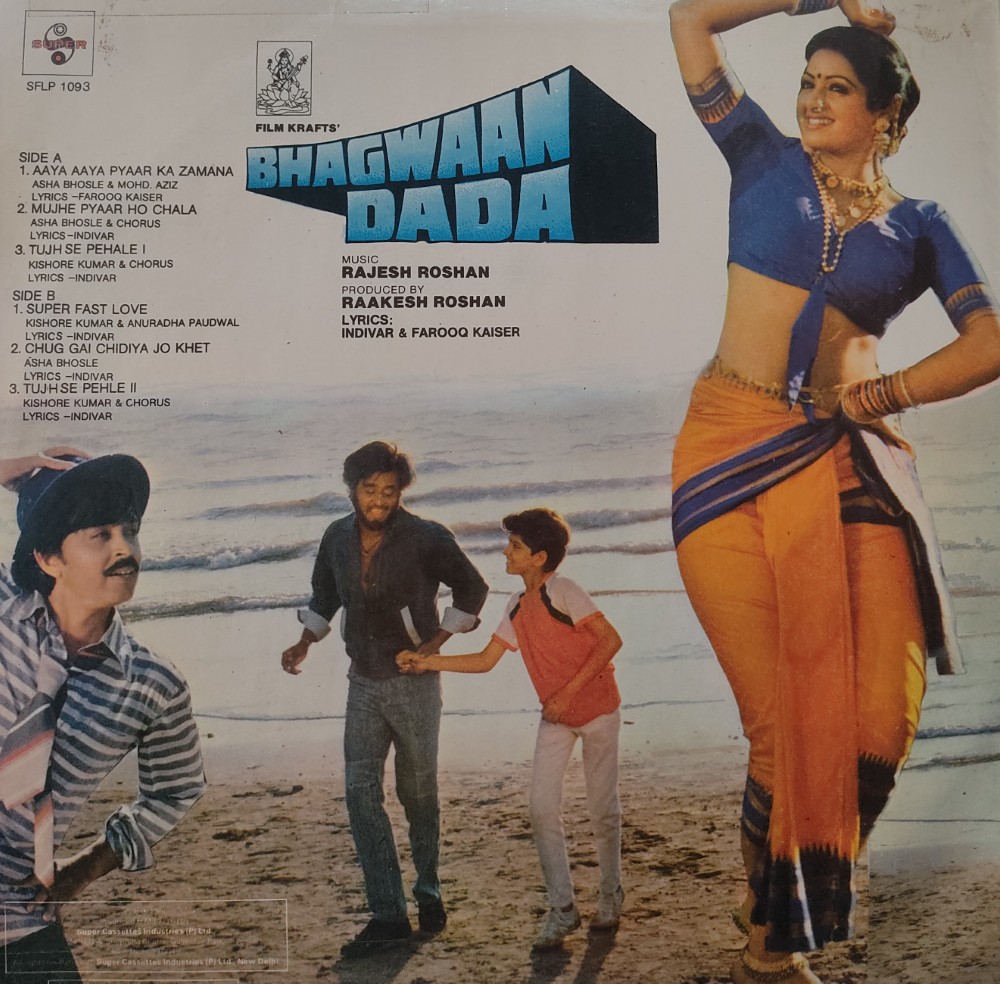 SUPER
SFLP 1093
FILM KRAFTS'
BHAGWAAN
DADA
MUSIC
RAJESH ROSHAN
PRODUCED BY
RAAKESH ROSHAN
LYRICS:
INDIVAR & FAROOQ KAISER
SIDE A
1. AAYA AAYA PYAAR KA ZAMANA
ASHA BHOSLE & MOHD. AZIZ
LYRICS –FAROOQ KAISER
2. MUJHE PYAAR HO CHALA
ASHA BHOSLE & CHORUS
LYRICS –INDIVAR
3. TUJH SE PEHALE I
KISHORE KUMAR & CHORUS
LYRICS –INDIVAR
SIDE B
1. SUPER FAST LOVE
KISHORE KUMAR & ANURADHA PAUDWAL
LYRICS –INDIVAR
2. CHUG GAI CHIDIYA JO KHET
ASHA BHOSLE
LYRICS –INDIVAR
3. TUJH SE PEHLE II
KISHORE KUMAR & CHORUS
LYRICS –INDIVAR
Super Cassettes Industries (P) Ltd.
Super Cassettes Industries (P) Ltd., New Delhi